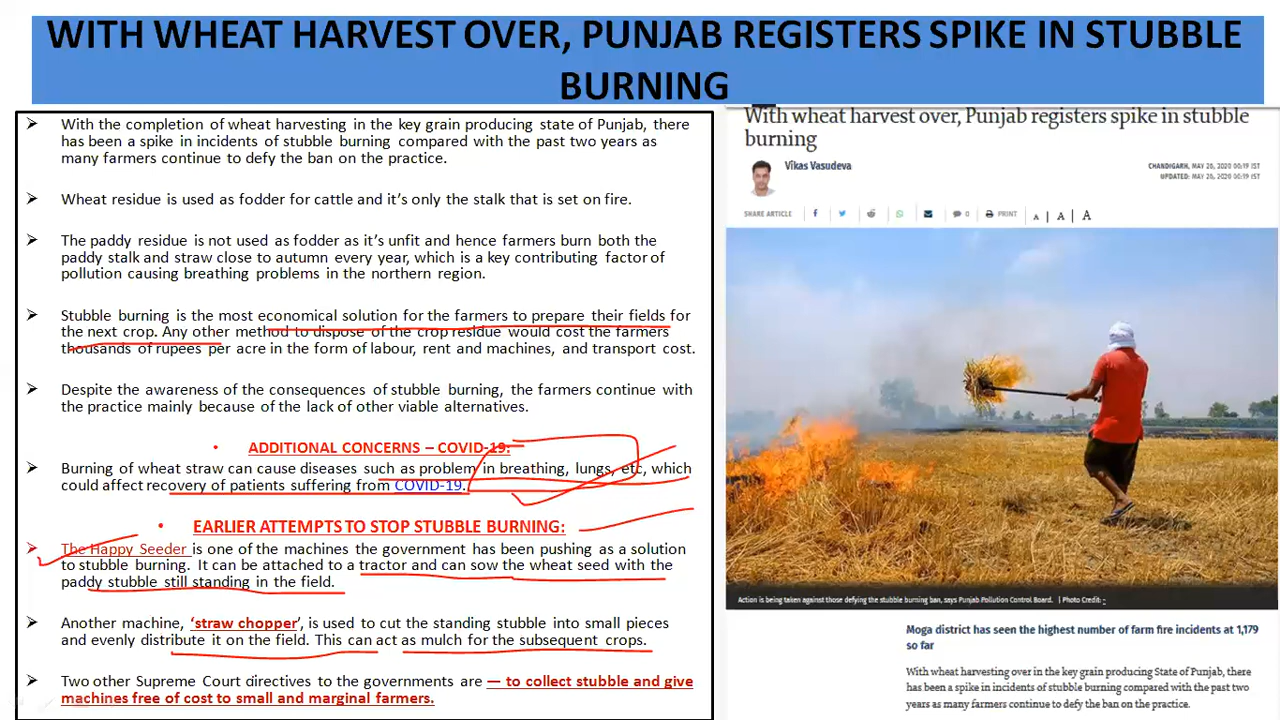 WITH WHEAT HARVEST OVER, PUNJAB REGISTERS SPIKE IN STUBBLE
BURNING
➢ With the completion of wheat harvesting in the key grain producing state of Punjab, there
has been a spike in incidents of stubble burning compared with the past two years as
many farmers continue to defy the ban on the practice.
➢ Wheat residue is used as fodder for cattle and it's only the stalk that is set on fire.
➢ The paddy residue is not used as fodder as it's unfit and hence farmers burn both the
paddy stalk and straw close to autumn every year, which is a key contributing factor of
pollution causing breathing problems in the northern region.
➢ Stubble burning is the most economical solution for the farmers to prepare their fields for
the next crop. Any other method to dispose of the crop residue would cost the farmers
thousands of rupees per acre in the form of labour, rent and machines, and transport cost.
➢ Despite the awareness of the consequences of stubble burning, the farmers continue with
the practice mainly because of the lack of other viable alternatives.
• ADDITIONAL CONCERNS – COVID-19:
➢ Burning of wheat straw can cause diseases such as problem in breathing, lungs, etc, which
could affect recovery of patients suffering from COVID-19.
• EARLIER ATTEMPTS TO STOP STUBBLE BURNING:
➢ The Happy Seeder is one of the machines the government has been pushing as a solution
to stubble burning. It can be attached to a tractor and can sow the wheat seed with the
paddy stubble still standing in the field.
Another machine, 'straw chopper', is used to cut the standing stubble into small pieces
and evenly distribute it on the field. This can act as mulch for the subsequent crops.
➢ Two other Supreme Court directives to the governments are — to collect stubble and give
machines free of cost to small and marginal farmers.
With wheat harvest over, Punjab registers spike in stubble
burning
Vikas Vasudeva
CHANDIGARH, MAY 26, 2020 00:19 IST
UPDATED: MAY 26, 2020 00:19 IST
SHARE ARTICLE 0 PRINT A A A
Action is being taken against those defying the stubble burning ban, says Punjab Pollution Control Board. | Photo Credit: -
Moga district has seen the highest number of farm fire incidents at 1,179
so far
With wheat harvesting over in the key grain producing State of Punjab, there
has been a spike in incidents of stubble burning compared with the past two
years as many farmers continue to defy the ban on the practice.